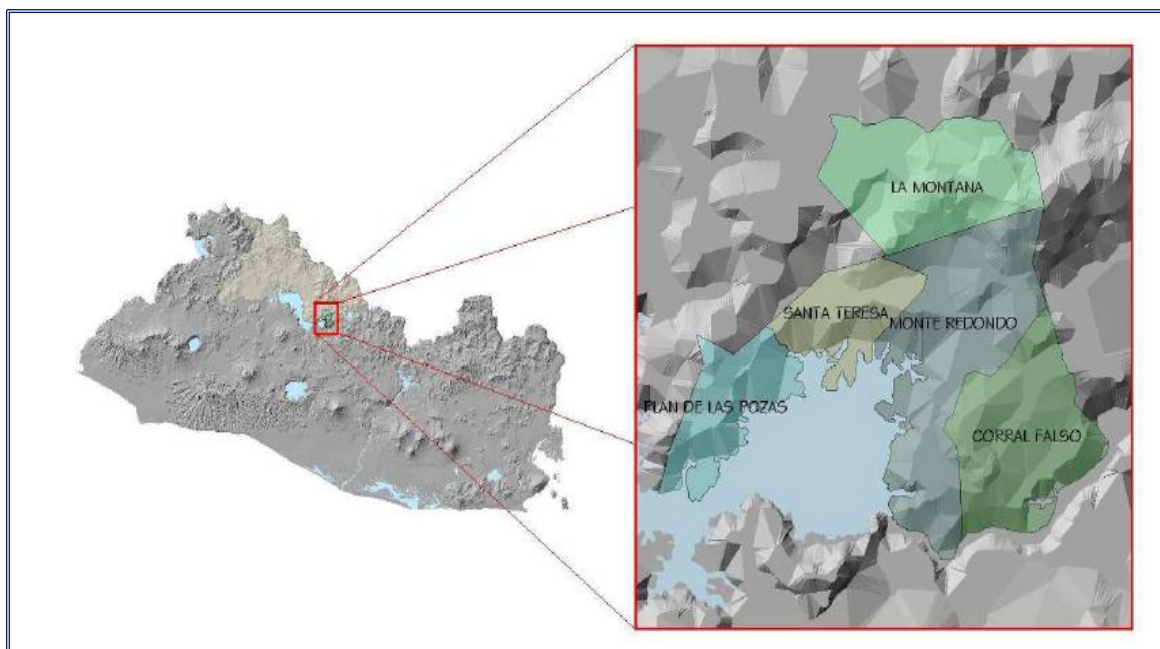 LA MONTANA
SANTA TERESA
MONTE REDONDO
PLAN DE LAS POZAS
CORRAL FALSO